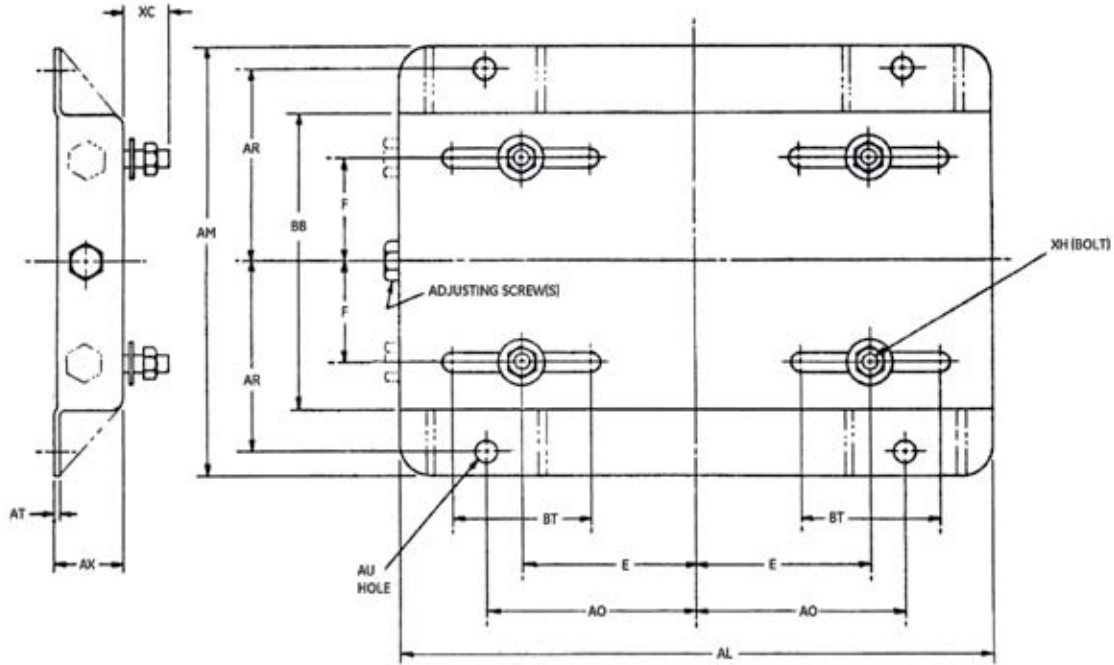 XC
AR
F
BB
AM
XH (BOLT)
ADJUSTING SCREW(S)
F
AR
AT
BT
BT
AX
E
E
AU
HOLE
AO
AO
AL